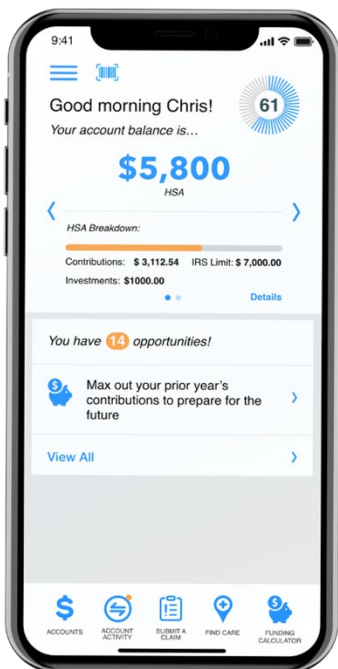 9:41
Good morning Chris!
61
Your account balance is...
$5,800
HSA
HSA Breakdown:
Contributions: $ 3,112.54 IRS Limit: $ 7,000.00
Investments: $1000.00
Details
You have 14 opportunities!
$
Max out your prior year's
contributions to prepare for the
future
View All
$
$
ACCOUNTS
ACCOUNT
ACTIVITY
SUBMIT A
CLAIM
FIND CARE
FUNDING
CALCULATOR